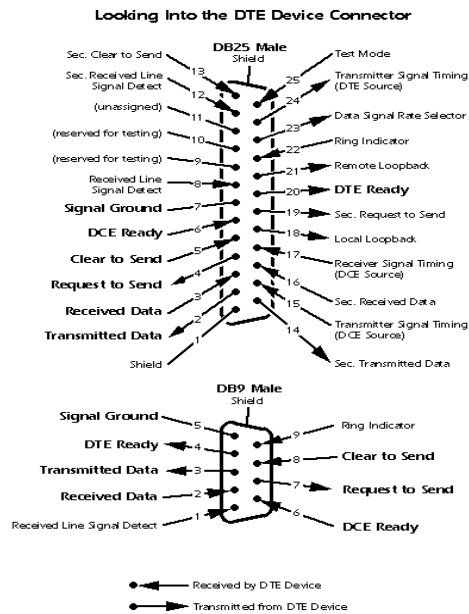 Looking Into the DTE Device Connector
DB25 Male
Shield
Sec. Clear to Send
13
Sec. Received Line
Signal Detect
12
(unassigned)
11
(reserved for testing)
10
(reserved for testing)
9
Received Line
Signal Detect
8
Signal Ground
7
DCE Ready
6
Clear to Send
5
Request to Send
4
Received Data
3
Transmitted Data
2
Shield
1
Test Mode
25
Transmitter Signal Timing
(DTE Source)
24
Data Signal Rate Selector
23
Ring Indicator
22
Remote Loopback
21
DTE Ready
20
Sec. Request to Send
19
Local Loopback
18
Receiver Signal Timing
(DCE Source)
17
Sec. Received Data
16
Transmitter Signal Timing
(DCE Source)
15
Sec. Transmitted Data
14
DB9 Male
Shield
Signal Ground
5
DTE Ready
4
Transmitted Data
3
Received Data
2
Received Line Signal Detect
1
Ring Indicator
9
Clear to Send
8
Request to Send
7
DCE Ready
6
Received by DTE Device
Transmitted from DTE Device